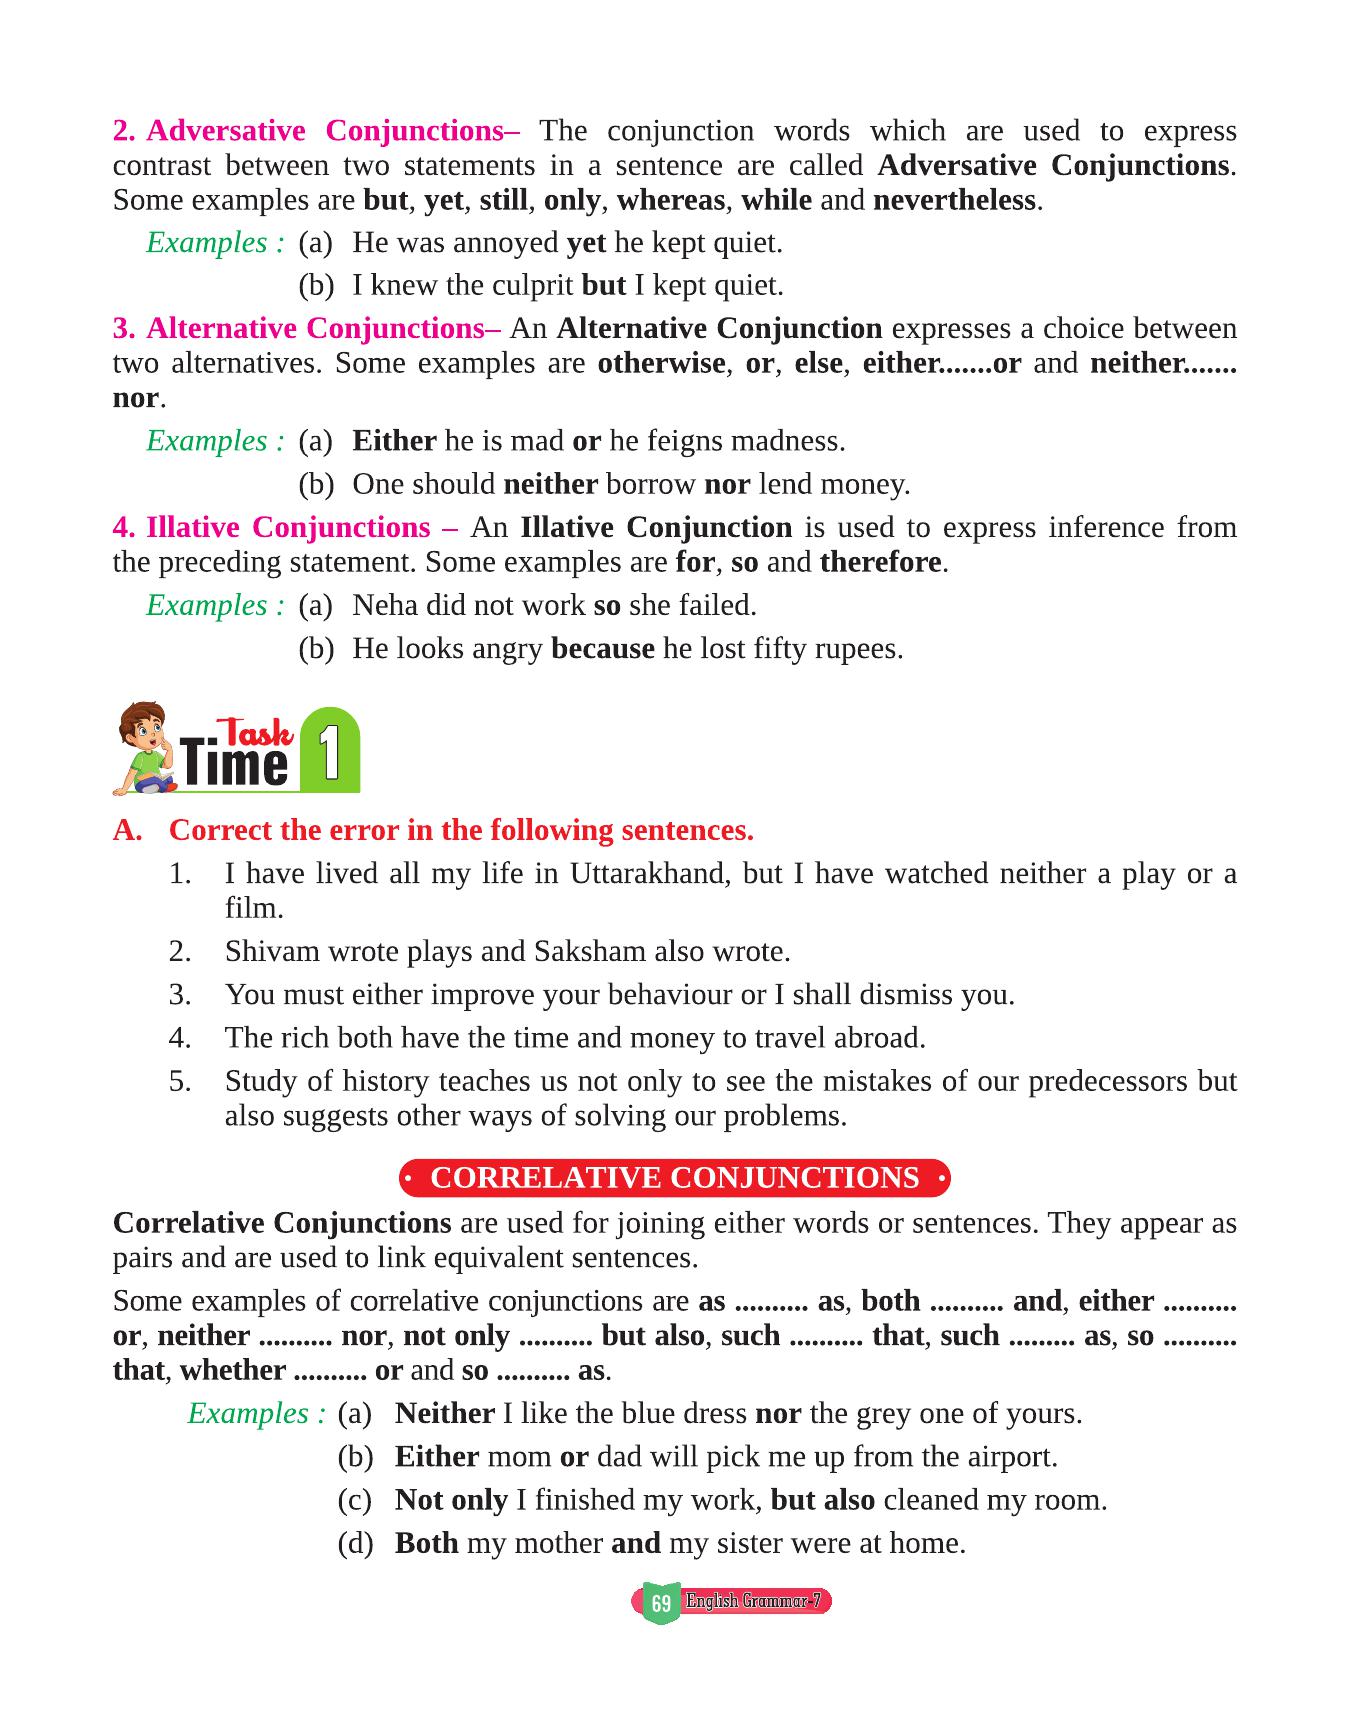 2. Adversative Conjunctions– The conjunction words which are used to express
contrast between two statements in a sentence are called Adversative Conjunctions.
Some examples are but, yet, still, only, whereas, while and nevertheless.
Examples : (a) He was annoyed yet he kept quiet.
(b) I knew the culprit but I kept quiet.
3. Alternative Conjunctions– An Alternative Conjunction expresses a choice between
two alternatives. Some examples are otherwise, or, else, either.......or and neither.......
nor.
Examples : (a) Either he is mad or he feigns madness.
(b) One should neither borrow nor lend money.
4. Illative Conjunctions – An Illative Conjunction is used to express inference from
the preceding statement. Some examples are for, so and therefore.
Examples : (a) Neha did not work so she failed.
(b) He looks angry because he lost fifty rupees.
Task
Time 1
A. Correct the error in the following sentences.
1. I have lived all my life in Uttarakhand, but I have watched neither a play or a
film.
2. Shivam wrote plays and Saksham also wrote.
3. You must either improve your behaviour or I shall dismiss you.
4. The rich both have the time and money to travel abroad.
5. Study of history teaches us not only to see the mistakes of our predecessors but
also suggests other ways of solving our problems.
CORRELATIVE CONJUNCTIONS
Correlative Conjunctions are used for joining either words or sentences. They appear as
pairs and are used to link equivalent sentences.
Some examples of correlative conjunctions are as .......... as, both .......... and, either ..........
or, neither .......... nor, not only .......... but also, such .......... that, such ......... as, so ..........
that, whether .......... or and so .......... as.
Examples : (a) Neither I like the blue dress nor the grey one of yours.
(b) Either mom or dad will pick me up from the airport.
(c) Not only I finished my work, but also cleaned my room.
(d) Both my mother and my sister were at home.
69 English Grammar-7